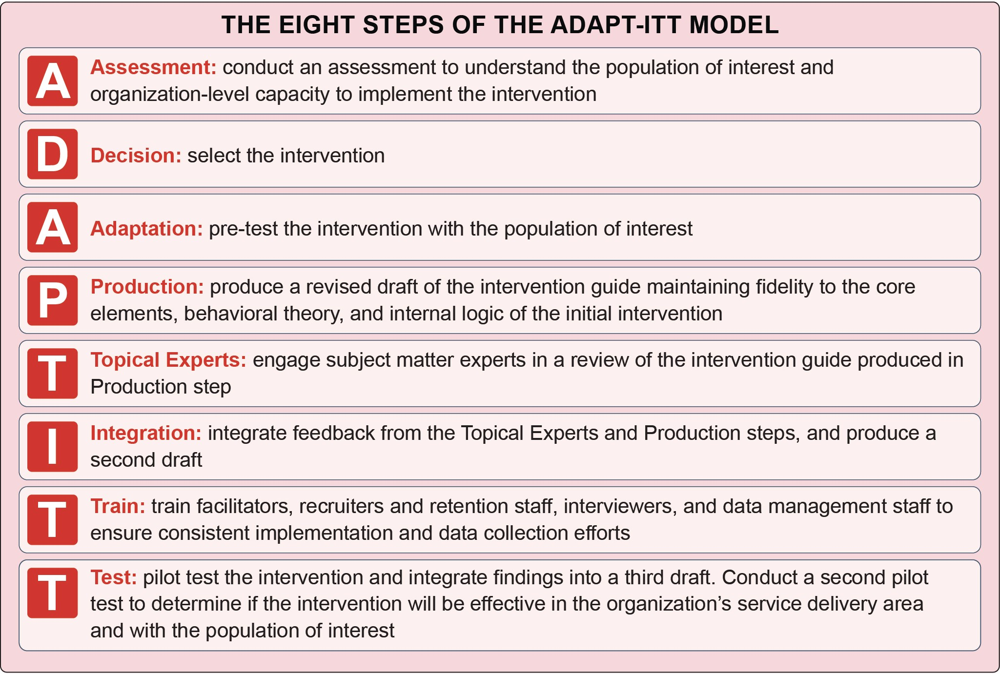 THE EIGHT STEPS OF THE ADAPT-ITT MODEL
A
Assessment: conduct an assessment to understand the population of interest and
organization-level capacity to implement the intervention
D
Decision: select the intervention
A
Adaptation: pre-test the intervention with the population of interest
P
Production: produce a revised draft of the intervention guide maintaining fidelity to the core
elements, behavioral theory, and internal logic of the initial intervention
T
Topical Experts: engage subject matter experts in a review of the intervention guide produced in
Production step
I
Integration: integrate feedback from the Topical Experts and Production steps, and produce a
second draft
T
Train: train facilitators, recruiters and retention staff, interviewers, and data management staff to
ensure consistent implementation and data collection efforts
T
Test: pilot test the intervention and integrate findings into a third draft. Conduct a second pilot
test to determine if the intervention will be effective in the organization’s service delivery area
and with the population of interest